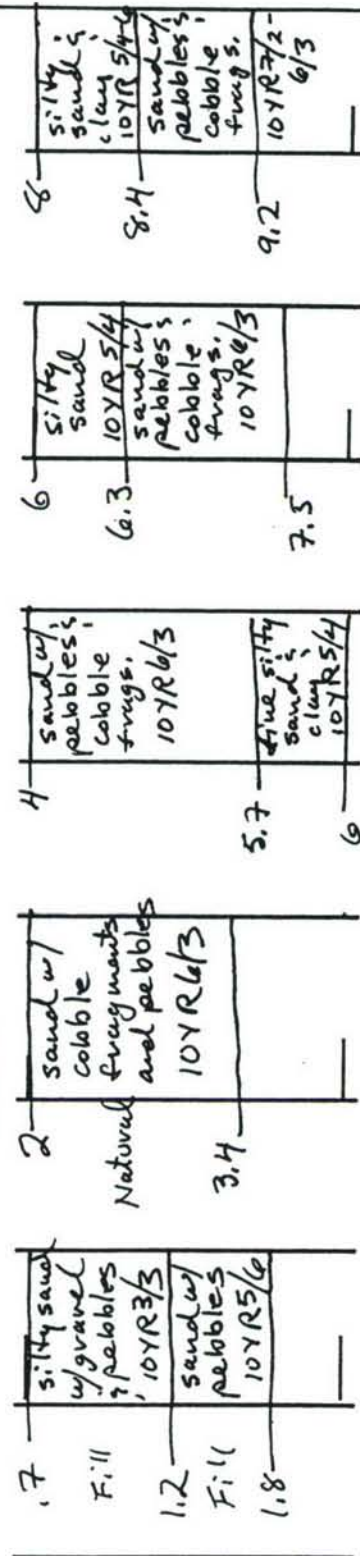 .7
silty sand
w/gravel
& pebbles
10YR3/3
Fill
1.2
sand w/
pebbles
10YR5/6
Fill
1.8
2
sand w/
cobble
fragments
and pebbles
10YR6/3
Natural
3.4
4
sand w/
pebbles &
cobble
frags.
10YR6/3
5.7
fine silty
sand &
clay
10YR5/4
6
6
silty
sand
10YR 5/4
6.3
sand w/
pebbles &
cobble
frags.
10YR6/3
7.5
8
silty
sand &
clay
10YR 5/4-6
8.4
sand w/
pebbles &
cobble
frags.
10YR7/2-
6/3
9.2